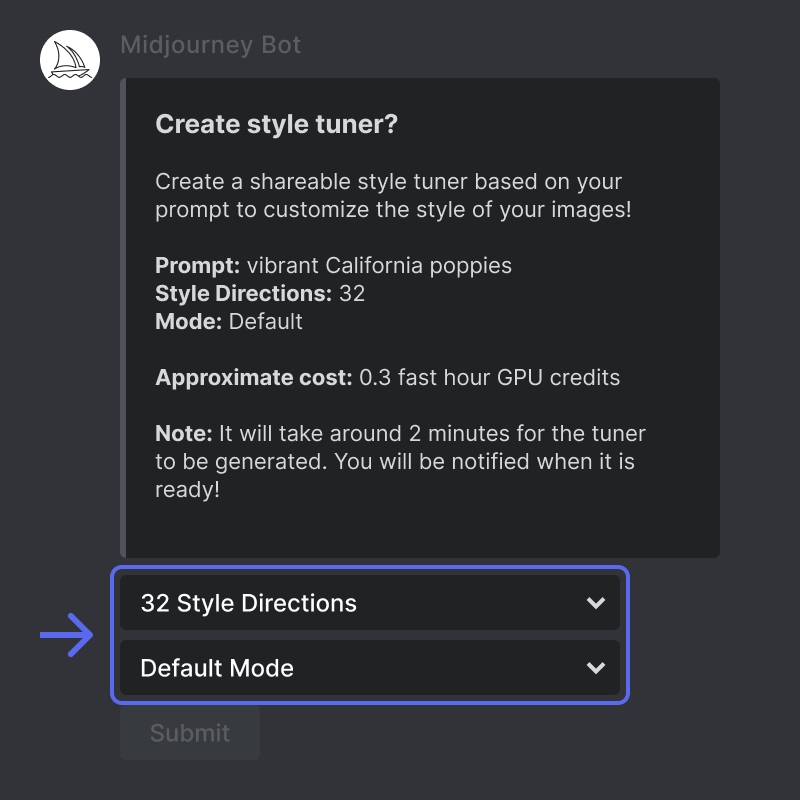 Midjourney Bot
Create style tuner?
Create a shareable style tuner based on your
prompt to customize the style of your images!
Prompt: vibrant California poppies
Style Directions: 32
Mode: Default
Approximate cost: 0.3 fast hour GPU credits
Note: It will take around 2 minutes for the tuner
to be generated. You will be notified when it is
ready!
32 Style Directions
Default Mode
Submit